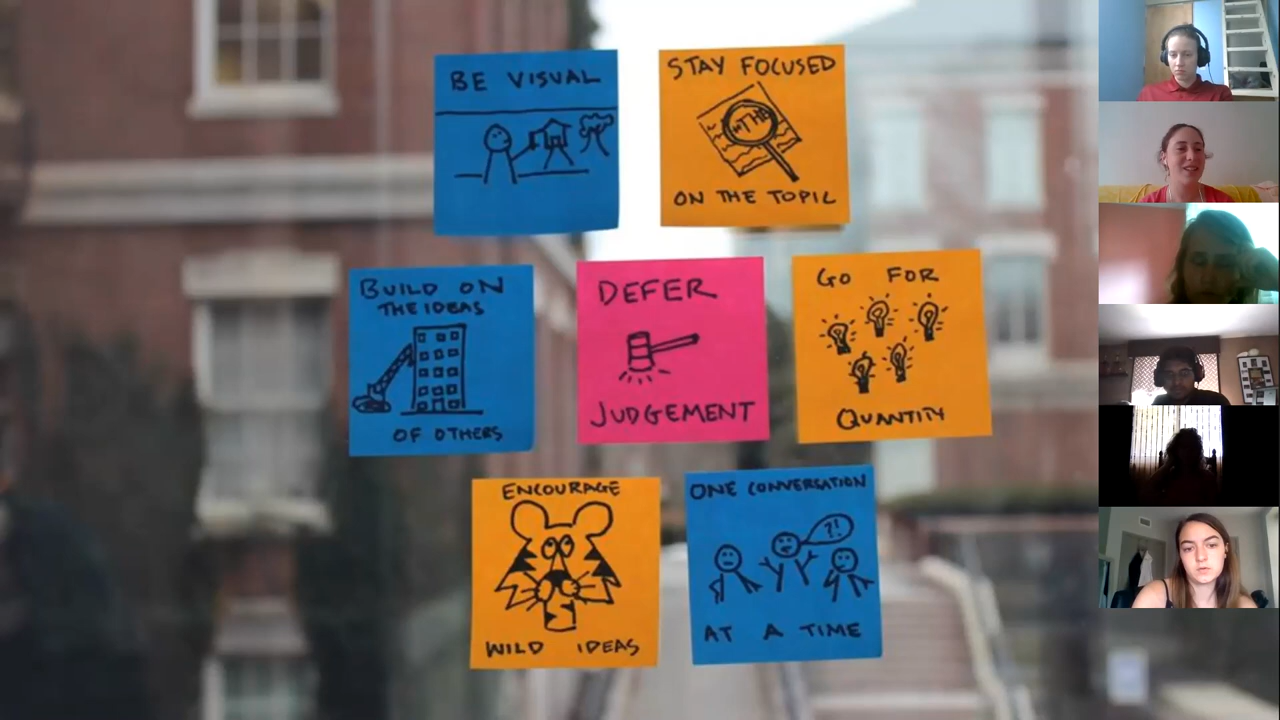 BE VISUAL
STAY FOCUSED
ON THE TOPIC
BUILD ON
THE IDEAS
OF OTHERS
DEFER
JUDGEMENT
GO FOR
QUANTITY
ENCOURAGE
WILD IDEAS
ONE CONVERSATION
?!
AT A TIME